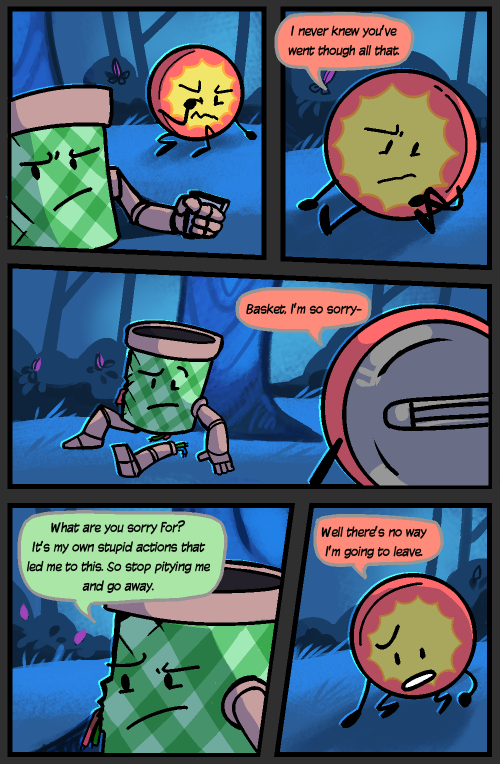 I never knew you've
went though all that.
Basket. I'm so sorry-
What are you sorry for?
It's my own stupid actions that
led me to this. So stop pitying me
and go away.
Well there's no way
I'm going to leave.